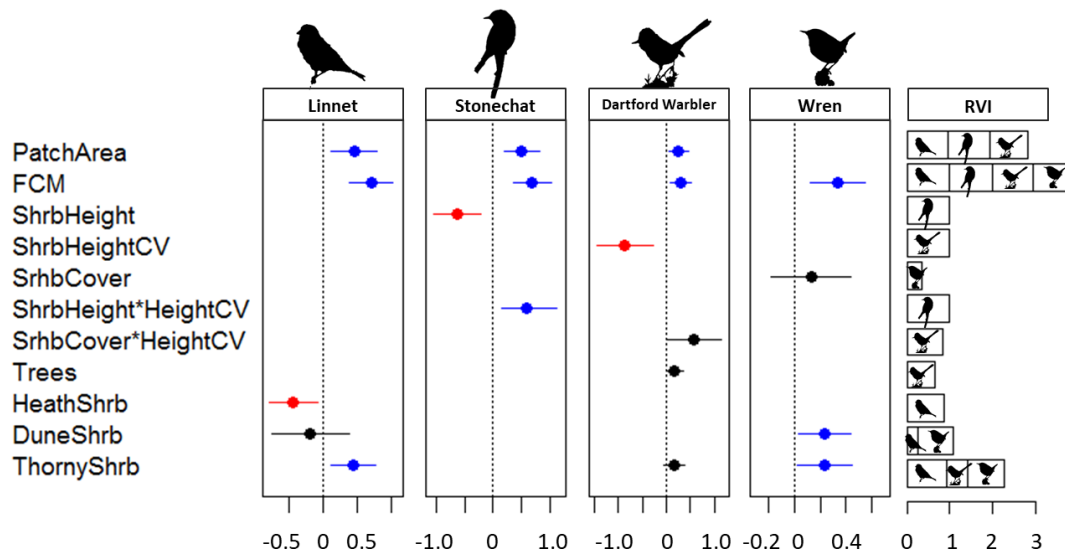 Linnet Stonechat Dartford Warbler Wren RVI
PatchArea
FCM
ShrbHeight
ShrbHeightCV
SrhbCover
ShrbHeight*HeightCV
SrhbCover*HeightCV
Trees
HeathShrb
DuneShrb
ThornyShrb
-0.5 0 0.5 -1.0 0 1.0 -1.0 0 1.0 -0.2 0 0.4 0 1 2 3